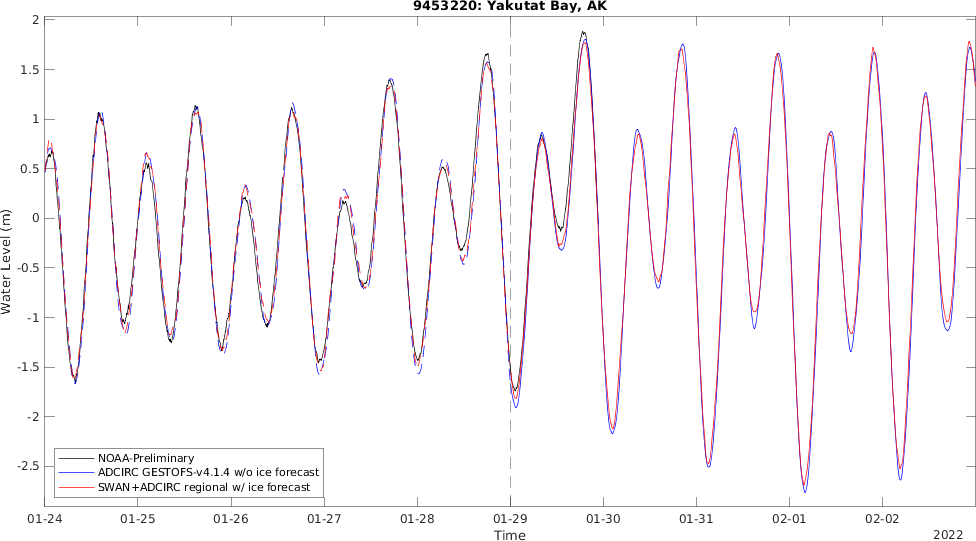 9453220: Yakutat Bay, AK
2
1.5
1
0.5
0
-0.5
-1
-1.5
-2
-2.5
Water Level (m)
NOAA-Preliminary
ADCIRC GESTOFS-v4.1.4 w/o ice forecast
SWAN+ADCIRC regional w/ ice forecast
01-24 01-25 01-26 01-27 01-28 01-29 01-30 01-31 02-01 02-02
Time
2022